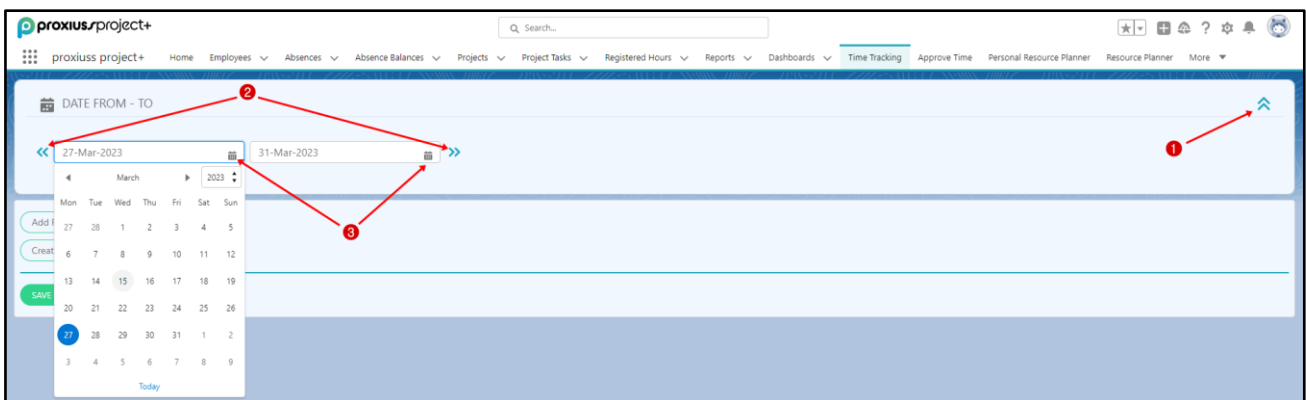 proxius project+
Search...
proxiuss project+ Home Employees Absences Absence Balances Projects Project Tasks Registered Hours Reports Dashboards Time Tracking Approve Time Personal Resource Planner Resource Planner More
DATE FROM - TO
2
1
27-Mar-2023 31-Mar-2023
March 2023
Mon Tue Wed Thu Fri Sat Sun
Add
27 28 1 2 3 4 5
3
Creat
6 7 8 9 10 11 12
13 14 15 16 17 18 19
SAVE
20 21 22 23 24 25 26
27 28 29 30 31 1 2
3 4 5 6 7 8 9
Today